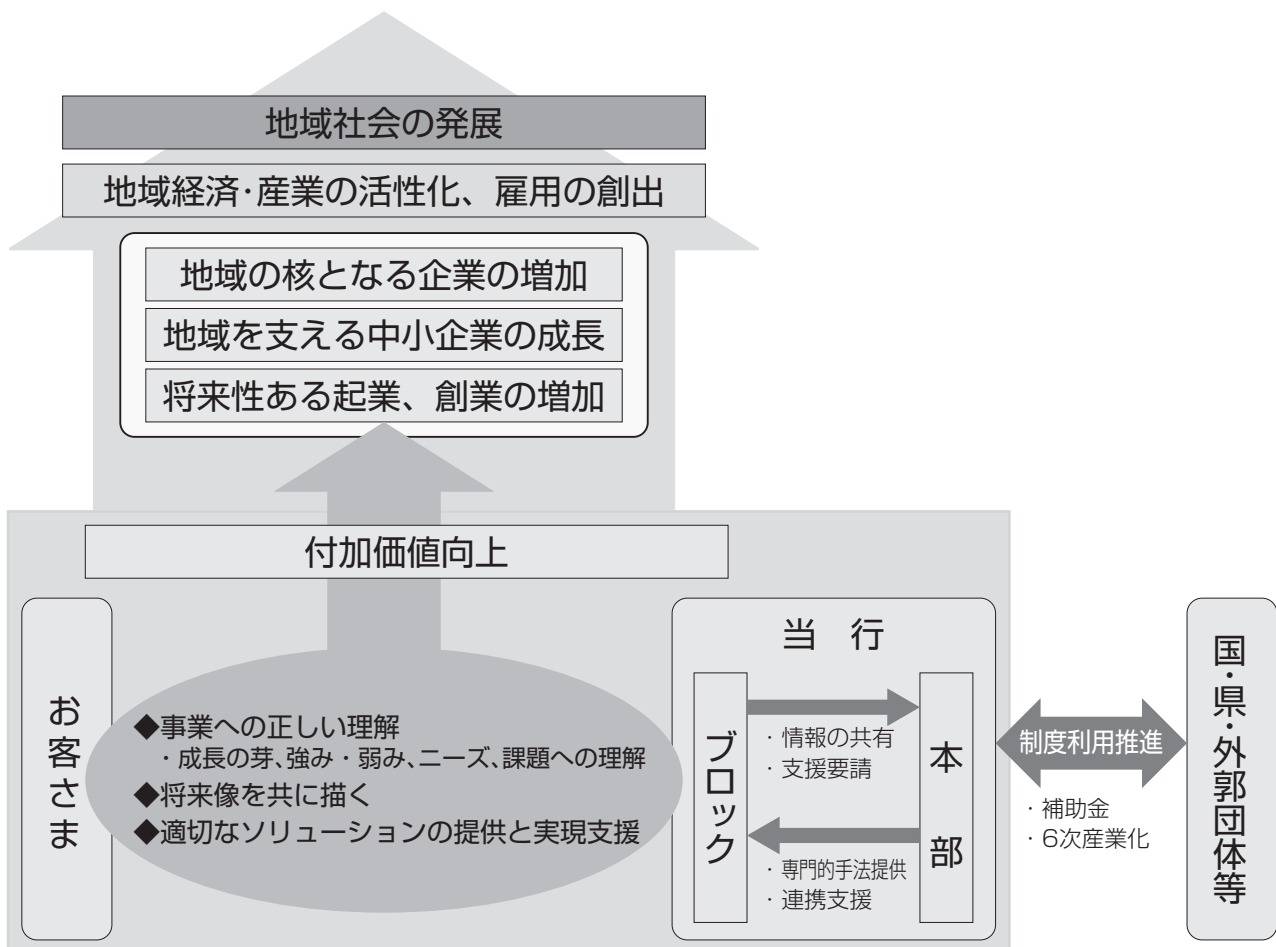 地域社会の発展
地域経済・産業の活性化、雇用の創出
地域の核となる企業の増加
地域を支える中小企業の成長
将来性ある起業、創業の増加
付加価値向上
お客さま
◆事業への正しい理解
・成長の芽、強み・弱み、ニーズ、課題への理解
◆将来像を共に描く
◆適切なソリューションの提供と実現支援
当 行
ブロック
・情報の共有
・支援要請
・専門的手法提供
・連携支援
本 部
制度利用推進
・補助金
・6次産業化
国・県・外郭団体等